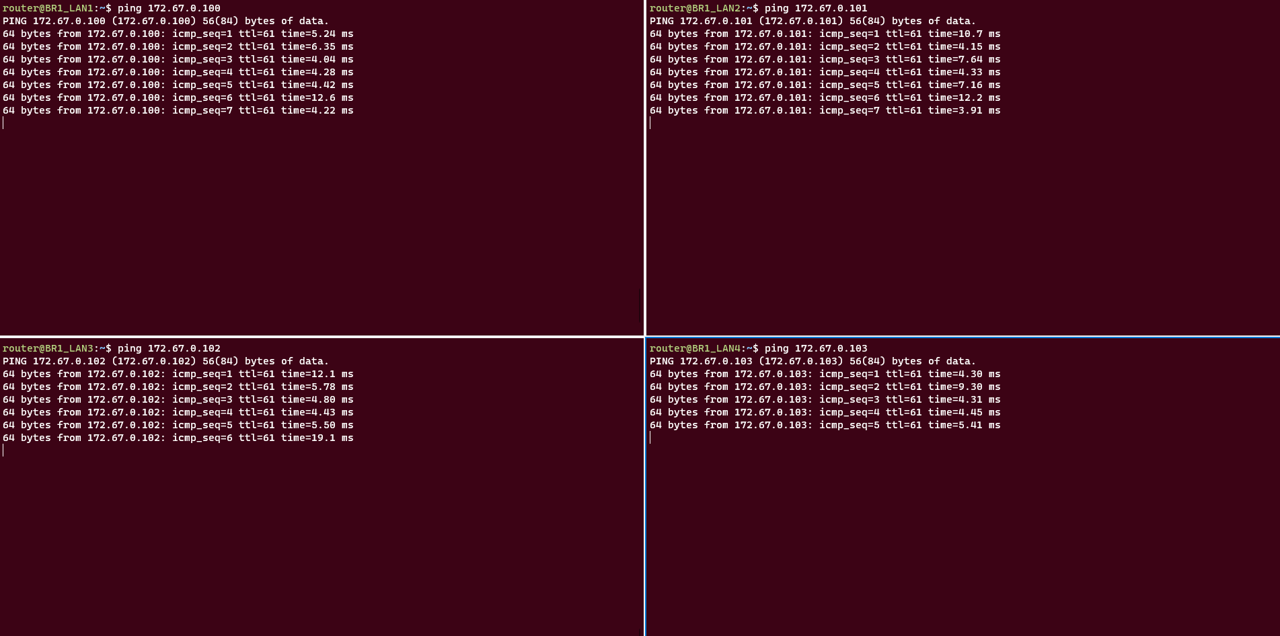 router@BR1_LAN1:~$ ping 172.67.0.100
PING 172.67.0.100 (172.67.0.100) 56(84) bytes of data.
64 bytes from 172.67.0.100: icmp_seq=1 ttl=61 time=5.24 ms
64 bytes from 172.67.0.100: icmp_seq=2 ttl=61 time=6.35 ms
64 bytes from 172.67.0.100: icmp_seq=3 ttl=61 time=4.04 ms
64 bytes from 172.67.0.100: icmp_seq=4 ttl=61 time=4.28 ms
64 bytes from 172.67.0.100: icmp_seq=5 ttl=61 time=4.42 ms
64 bytes from 172.67.0.100: icmp_seq=6 ttl=61 time=12.6 ms
64 bytes from 172.67.0.100: icmp_seq=7 ttl=61 time=4.22 ms
router@BR1_LAN2:~$ ping 172.67.0.101
PING 172.67.0.101 (172.67.0.101) 56(84) bytes of data.
64 bytes from 172.67.0.101: icmp_seq=1 ttl=61 time=10.7 ms
64 bytes from 172.67.0.101: icmp_seq=2 ttl=61 time=4.15 ms
64 bytes from 172.67.0.101: icmp_seq=3 ttl=61 time=7.64 ms
64 bytes from 172.67.0.101: icmp_seq=4 ttl=61 time=4.33 ms
64 bytes from 172.67.0.101: icmp_seq=5 ttl=61 time=7.16 ms
64 bytes from 172.67.0.101: icmp_seq=6 ttl=61 time=12.2 ms
64 bytes from 172.67.0.101: icmp_seq=7 ttl=61 time=3.91 ms
router@BR1_LAN3:~$ ping 172.67.0.102
PING 172.67.0.102 (172.67.0.102) 56(84) bytes of data.
64 bytes from 172.67.0.102: icmp_seq=1 ttl=61 time=12.1 ms
64 bytes from 172.67.0.102: icmp_seq=2 ttl=61 time=5.78 ms
64 bytes from 172.67.0.102: icmp_seq=3 ttl=61 time=4.80 ms
64 bytes from 172.67.0.102: icmp_seq=4 ttl=61 time=4.43 ms
64 bytes from 172.67.0.102: icmp_seq=5 ttl=61 time=5.50 ms
64 bytes from 172.67.0.102: icmp_seq=6 ttl=61 time=19.1 ms
router@BR1_LAN4:~$ ping 172.67.0.103
PING 172.67.0.103 (172.67.0.103) 56(84) bytes of data.
64 bytes from 172.67.0.103: icmp_seq=1 ttl=61 time=4.30 ms
64 bytes from 172.67.0.103: icmp_seq=2 ttl=61 time=9.30 ms
64 bytes from 172.67.0.103: icmp_seq=3 ttl=61 time=4.31 ms
64 bytes from 172.67.0.103: icmp_seq=4 ttl=61 time=4.45 ms
64 bytes from 172.67.0.103: icmp_seq=5 ttl=61 time=5.41 ms